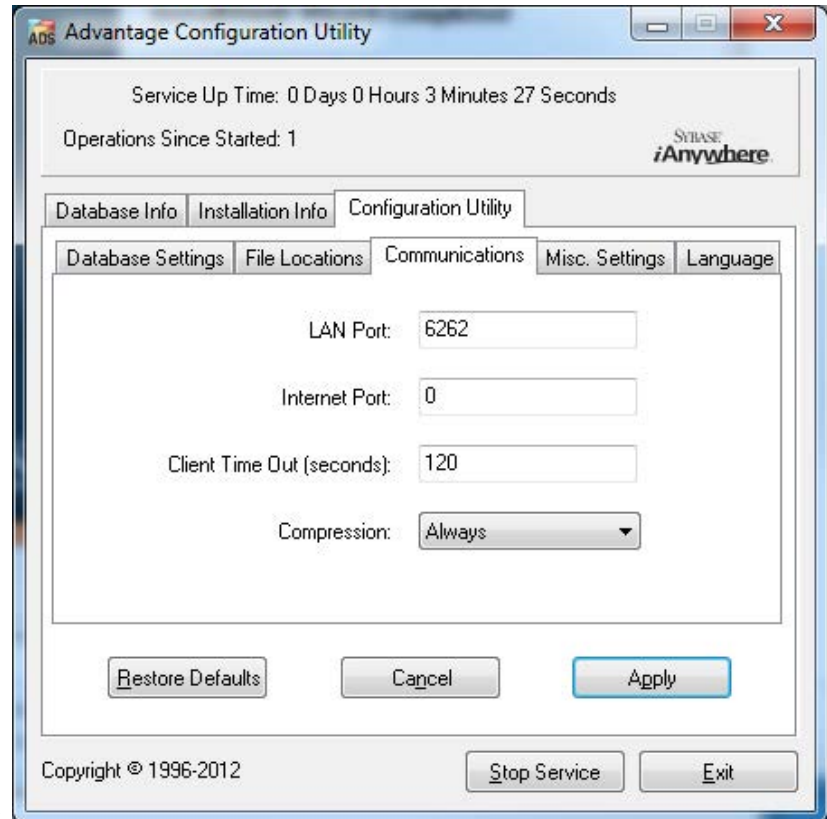 ADS Advantage Configuration Utility
Service Up Time: 0 Days 0 Hours 3 Minutes 27 Seconds
Operations Since Started: 1
SYBASE
iAnywhere.
Database Info Installation Info Configuration Utility
Database Settings File Locations Communications Misc. Settings Language
LAN Port: 6262
Internet Port: 0
Client Time Out (seconds): 120
Compression: Always
Restore Defaults Cancel Apply
Copyright © 1996-2012 Stop Service Exit